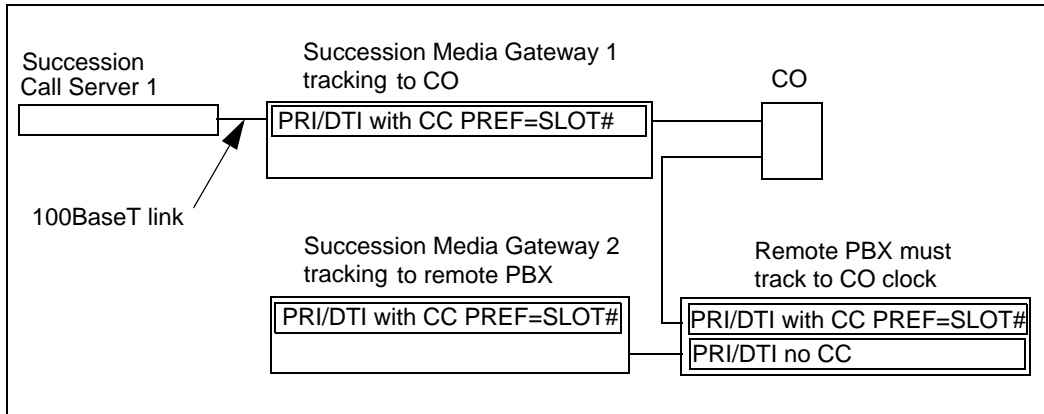 Succession
Call Server 1
Succession Media Gateway 1
tracking to CO
CO
PRI/DTI with CC PREF=SLOT#
100BaseT link
Succession Media Gateway 2
tracking to remote PBX
Remote PBX must
track to CO clock
PRI/DTI with CC PREF=SLOT#
PRI/DTI with CC PREF=SLOT#
PRI/DTI no CC